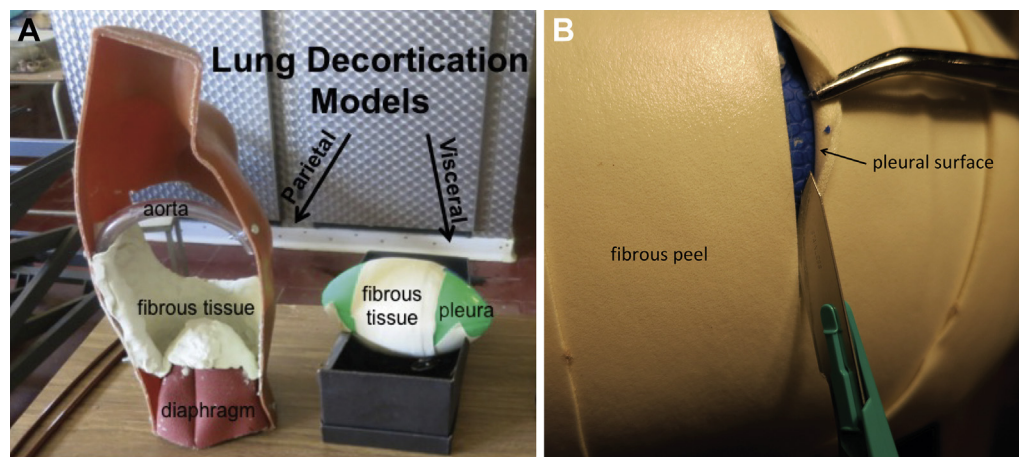 A
Lung Decortication
Models
Parietal
Visceral
aorta
fibrous tissue
fibrous
tissue
pleura
diaphragm
B
pleural surface
fibrous peel